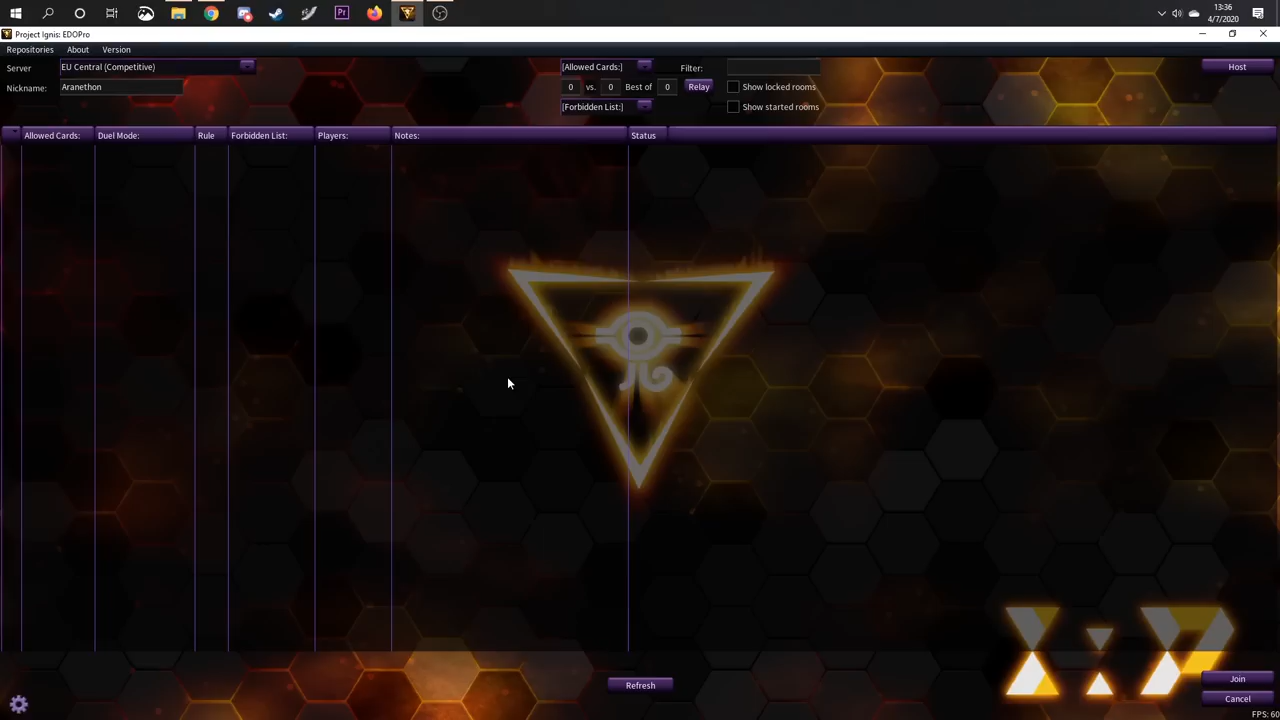 13:36
4/7/2020
Project Ignis: EDOPro
Repositories About Version
Server EU Central (Competitive) [Allowed Cards:] Filter: Host
Nickname: Aranethon 0 vs. 0 Best of 0 Relay Show locked rooms
[Forbidden List:] Show started rooms
Allowed Cards: Duel Mode: Rule Forbidden List: Players: Notes: Status
Refresh
Join
Cancel
FPS: 60
Pr